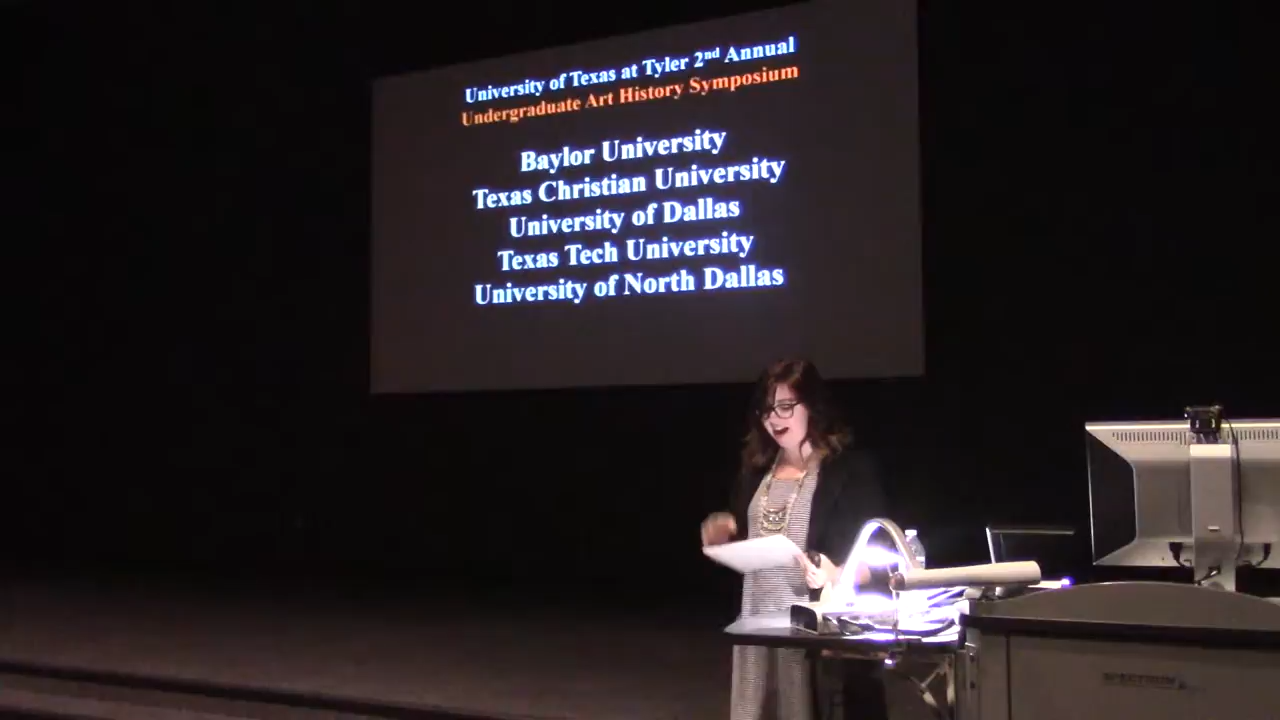 University of Texas at Tyler 2nd Annual
Undergraduate Art History Symposium
Baylor University
Texas Christian University
University of Dallas
Texas Tech University
University of North Dallas
SPECTRUM